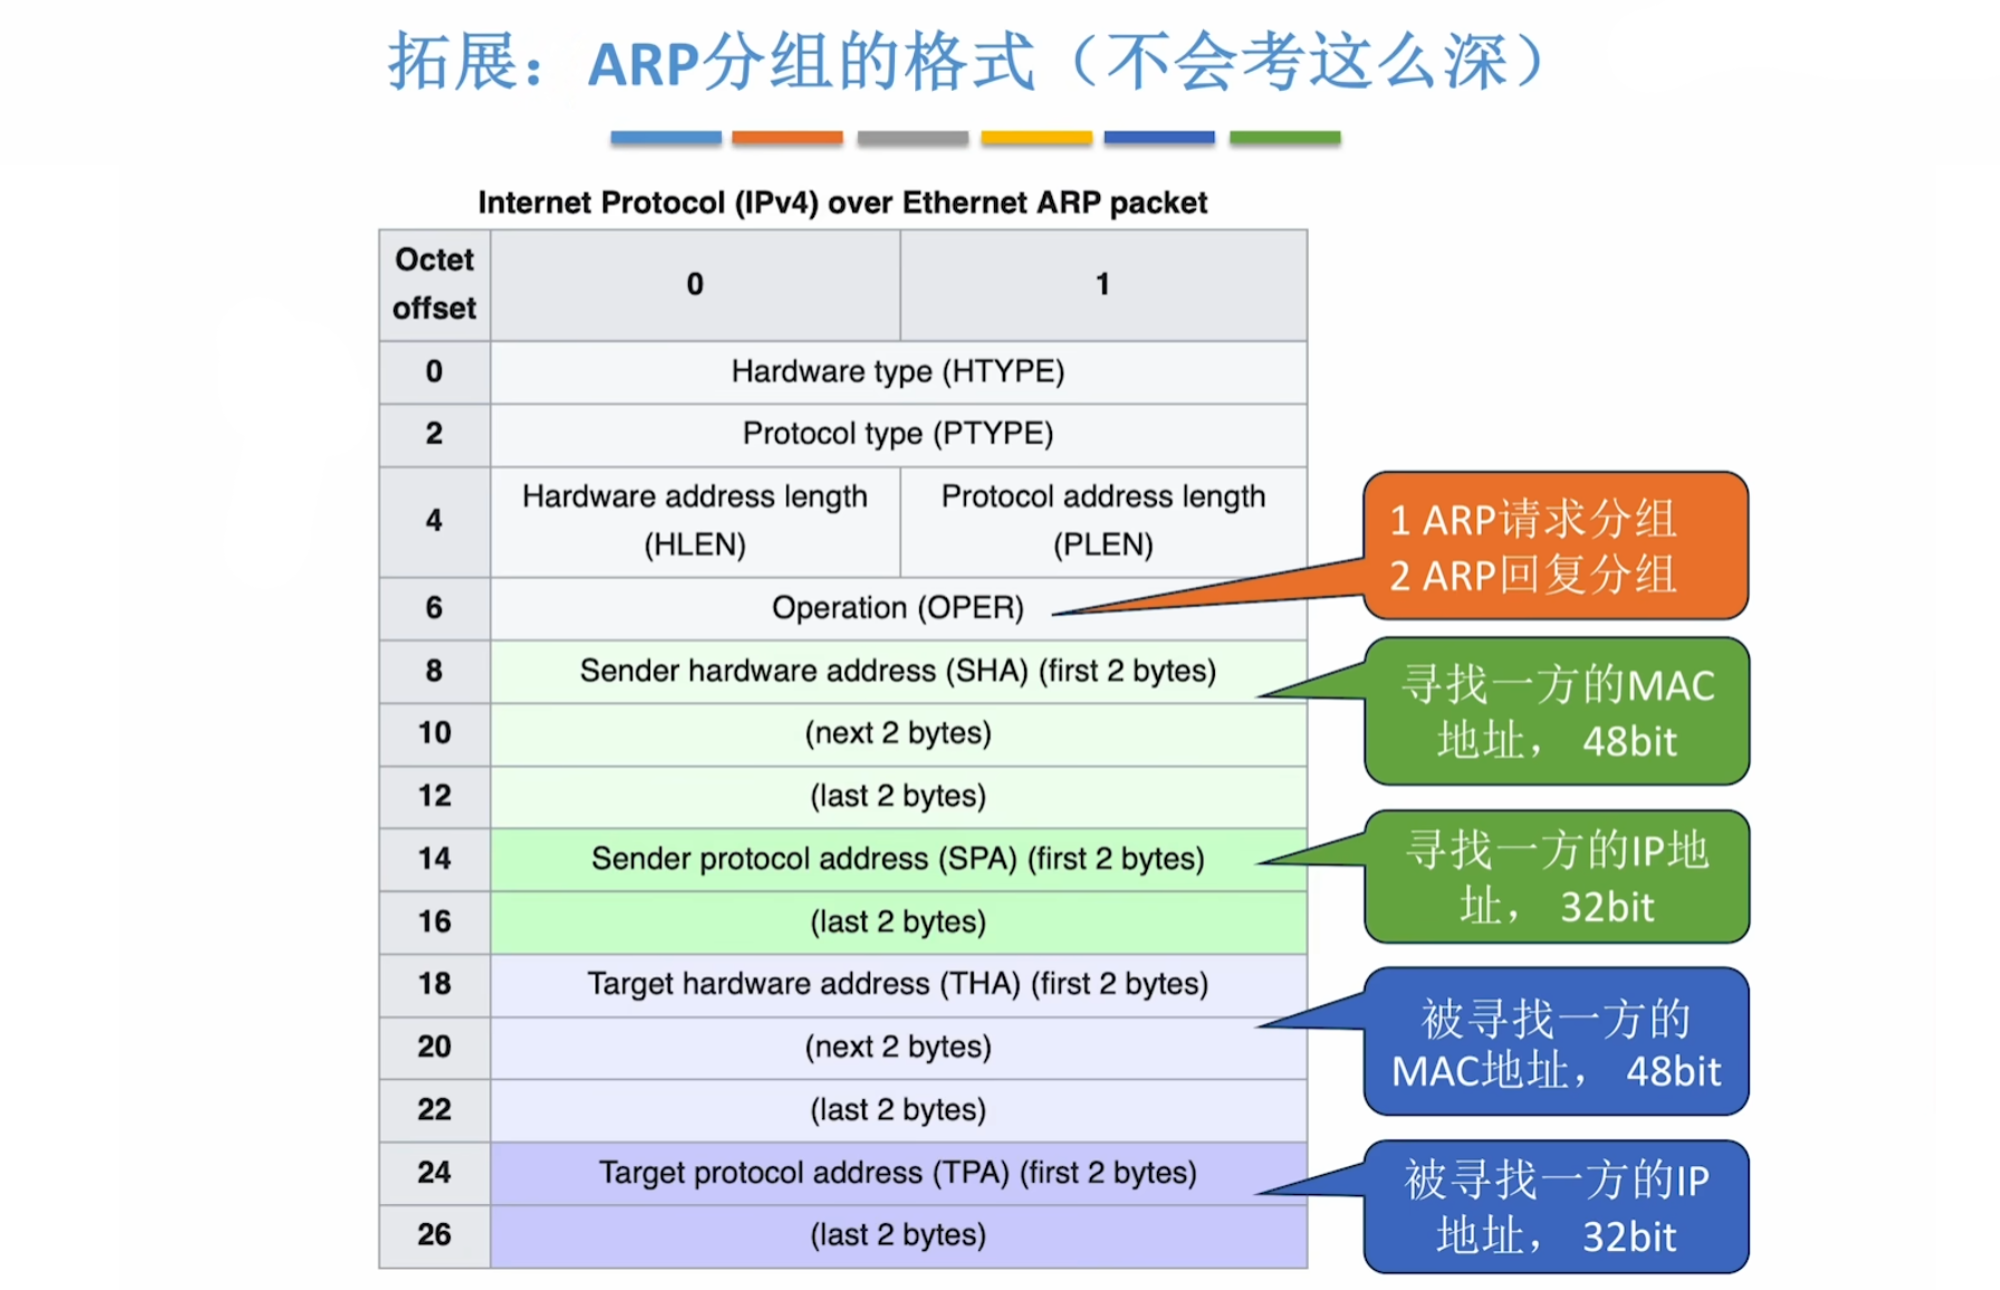 拓展：ARP分组的格式（不会考这么深）
Internet Protocol (IPv4) over Ethernet ARP packet
Octet offset 0 1
0 Hardware type (HTYPE)
2 Protocol type (PTYPE)
4 Hardware address length (HLEN) Protocol address length (PLEN)
6 Operation (OPER)
1 ARP请求分组
2 ARP回复分组
8 Sender hardware address (SHA) (first 2 bytes)
寻找一方的MAC
地址， 48bit
10 (next 2 bytes)
12 (last 2 bytes)
14 Sender protocol address (SPA) (first 2 bytes)
寻找一方的IP地
址， 32bit
16 (last 2 bytes)
18 Target hardware address (THA) (first 2 bytes)
被寻找一方的
MAC地址， 48bit
20 (next 2 bytes)
22 (last 2 bytes)
24 Target protocol address (TPA) (first 2 bytes)
被寻找一方的IP
地址， 32bit
26 (last 2 bytes)